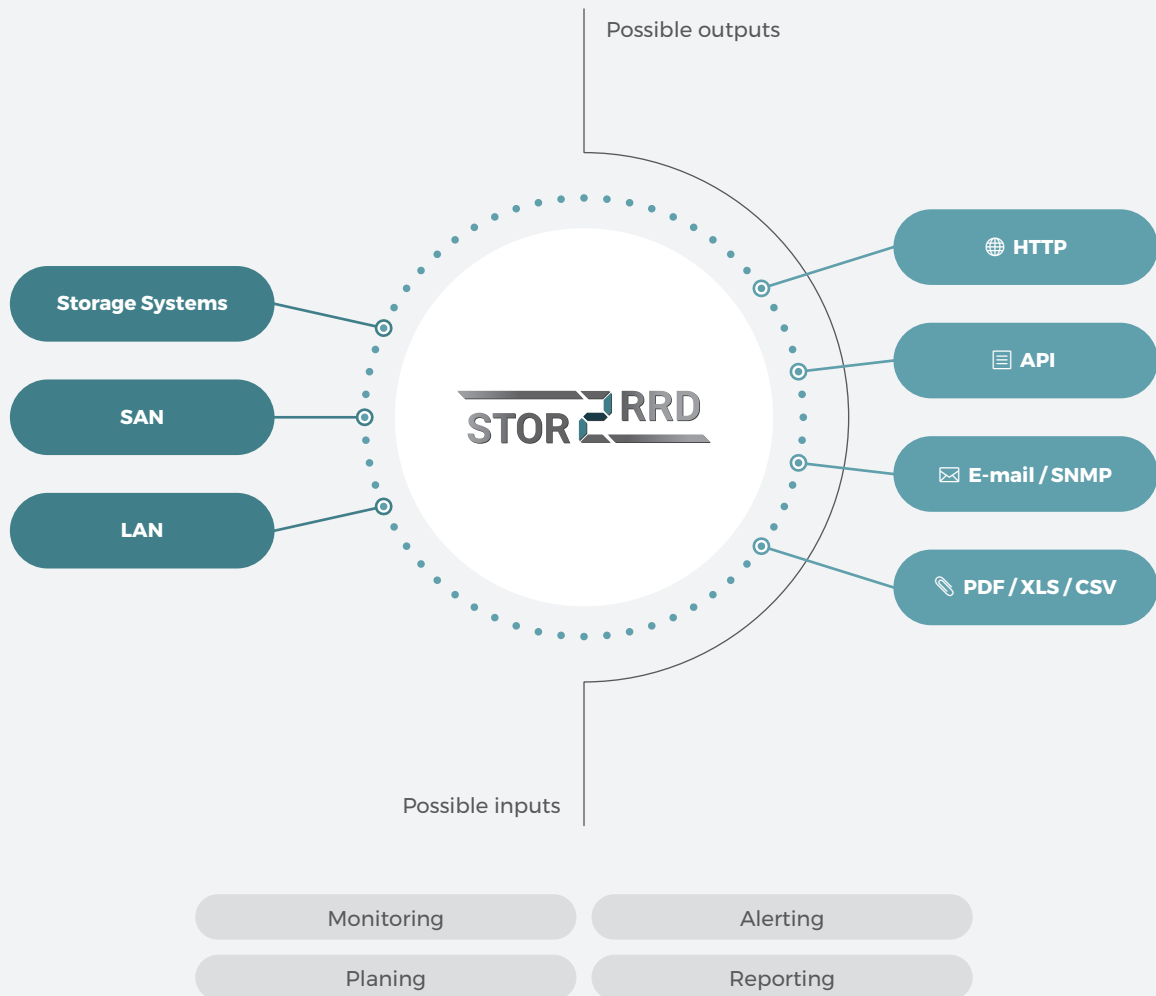 Possible outputs
HTTP
Storage Systems
API
SAN
STOR2RRD
E-mail / SNMP
LAN
PDF / XLS / CSV
Possible inputs
Monitoring
Alerting
Planing
Reporting